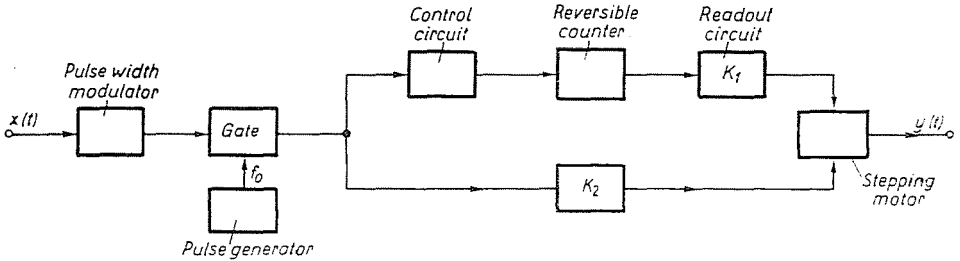 Control
circuit
Reversible
counter
Readout
circuit
Pulse width
modulator
K1
x(t)
Gate
y(t)
f0
K2
Stepping
motor
Pulse generator